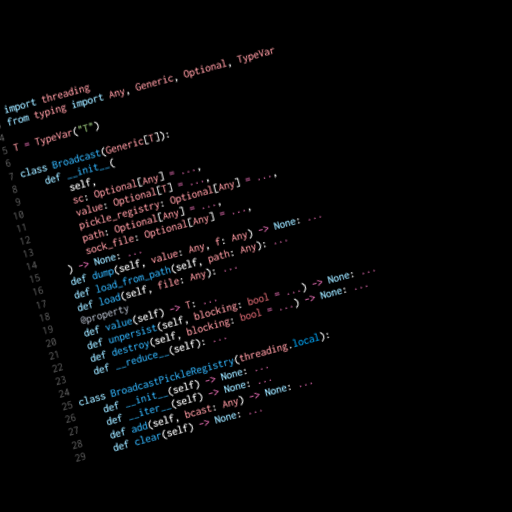 import threading
from typing import Any, Generic, Optional, TypeVar
4
5 T = TypeVar("T")
6
7 class Broadcast(Generic[T]):
8     def __init__(
9         self,
10         sc: Optional[Any] = ...,
11         value: Optional[T] = ...,
12         pickle_registry: Optional[Any] = ...,
13         path: Optional[Any] = ...,
14         sock_file: Optional[Any] = ...,
15     ) -> None: ...
16     def dump(self, value: Any, f: Any) -> None: ...
17     def load_from_path(self, path: Any): ...
18     def load(self, file: Any): ...
19     @property
20     def value(self) -> T: ...
21     def unpersist(self, blocking: bool = ...) -> None: ...
22     def destroy(self, blocking: bool = ...) -> None: ...
23     def __reduce__(self): ...
24
25 class BroadcastPickleRegistry(threading.local):
26     def __init__(self) -> None: ...
27     def __iter__(self) -> None: ...
28     def add(self, bcast: Any) -> None: ...
29     def clear(self) -> None: ...